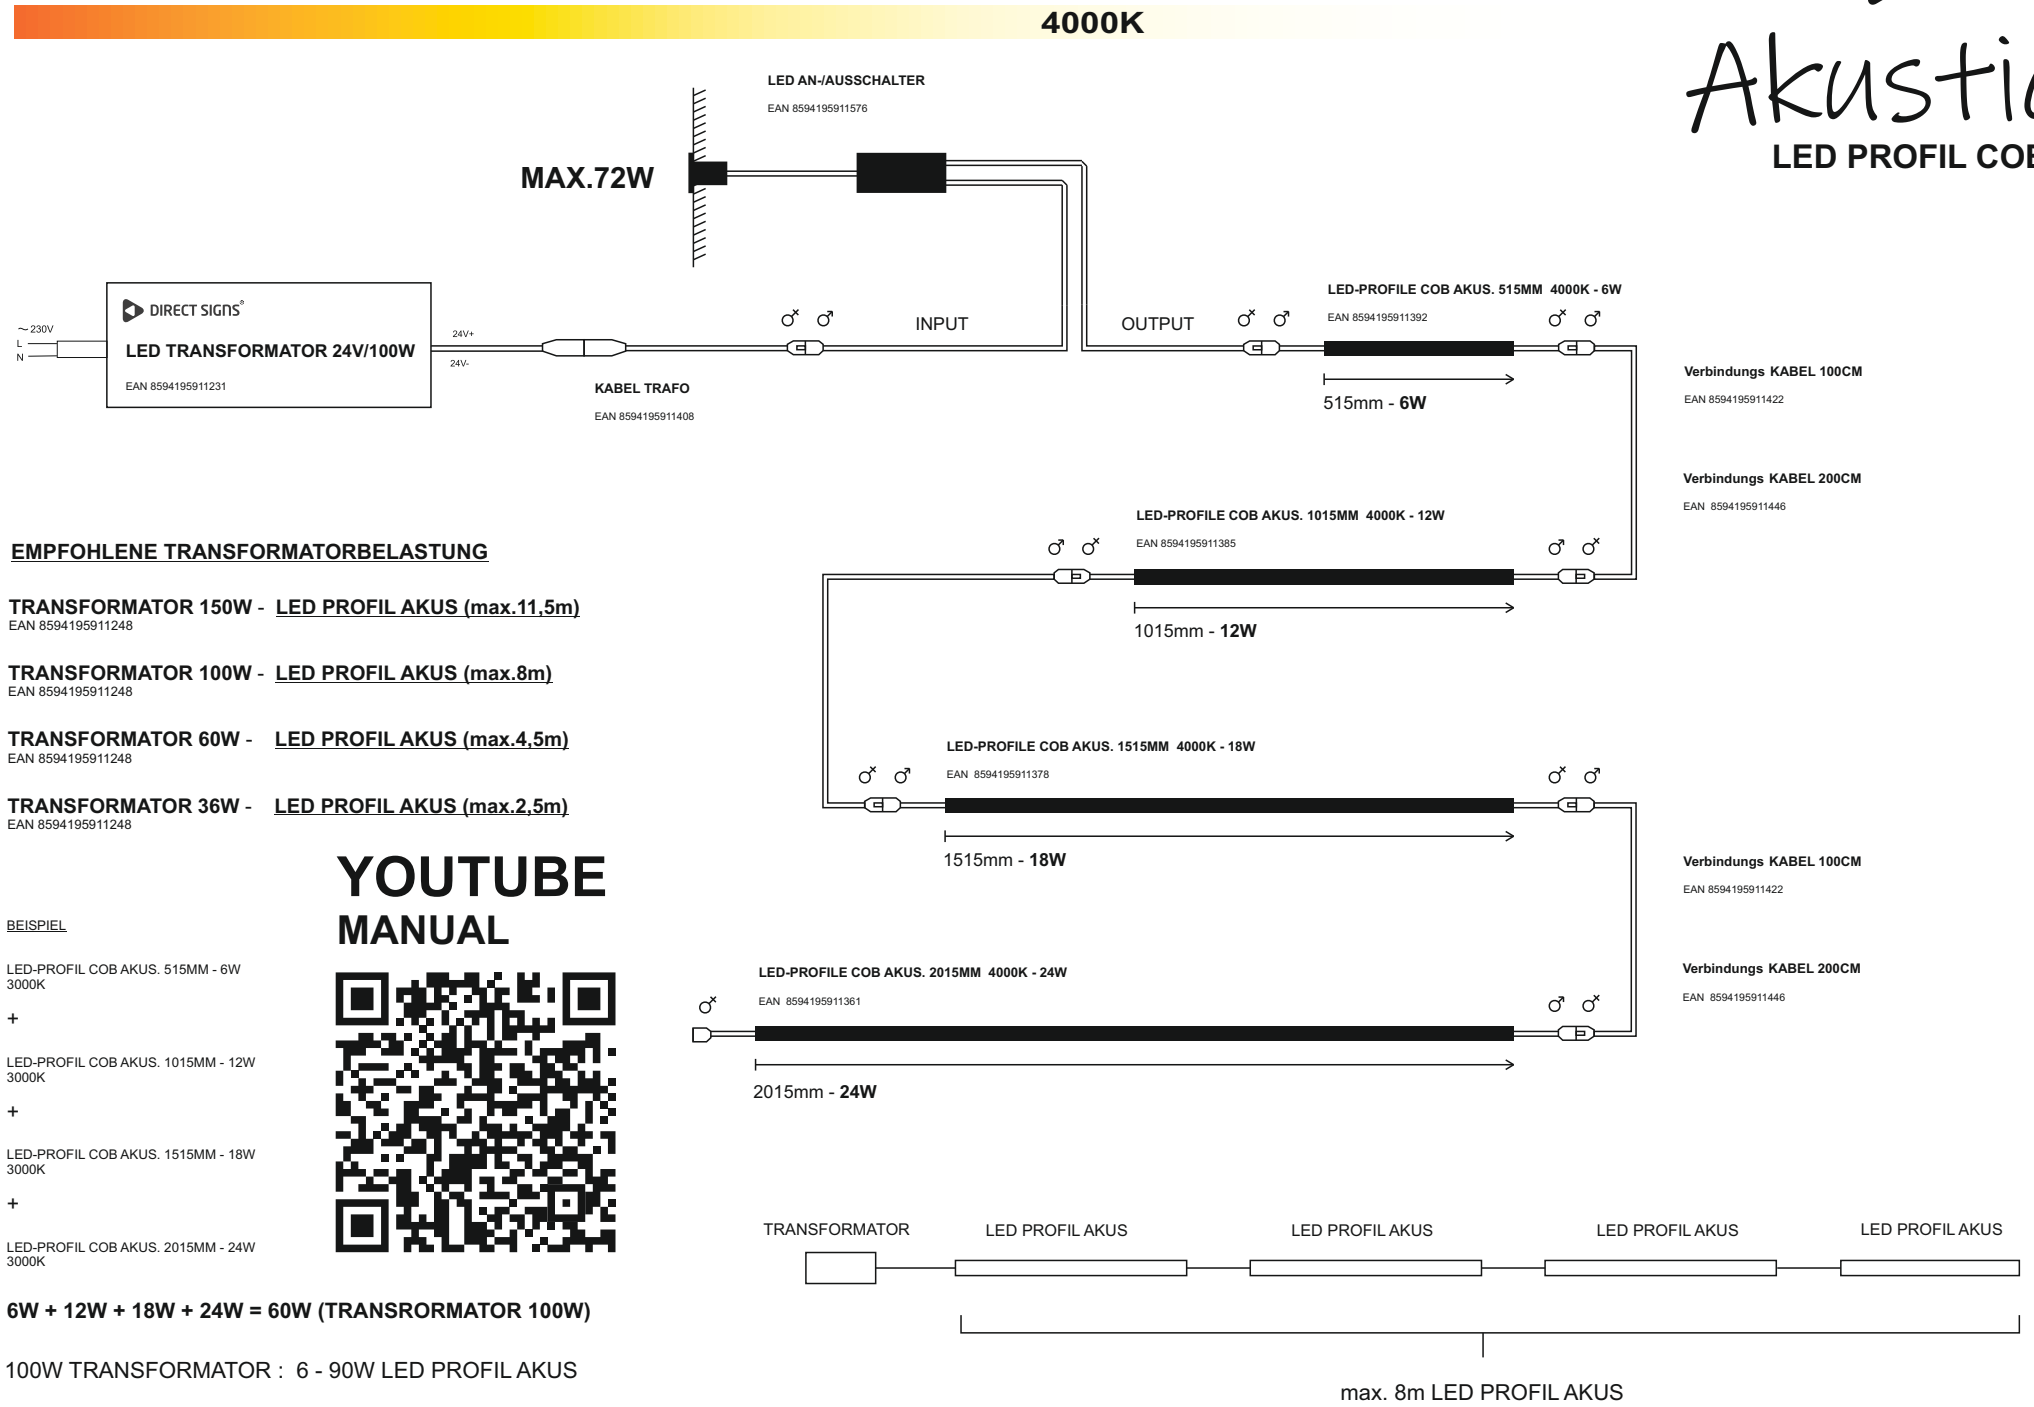 4000K
Akustic
LED PROFIL COB
LED AN-/AUSSCHALTER
EAN 8594195911576
MAX.72W
~230V
L
N
DIRECT SIGNS®
LED TRANSFORMATOR 24V/100W
EAN 8594195911231
24V+
24V-
KABEL TRAFO
EAN 8594195911408
INPUT
OUTPUT
LED-PROFILE COB AKUS. 515MM 4000K - 6W
EAN 8594195911392
515mm - 6W
Verbindungs KABEL 100CM
EAN 8594195911422
Verbindungs KABEL 200CM
EAN 8594195911446
LED-PROFILE COB AKUS. 1015MM 4000K - 12W
EAN 8594195911385
1015mm - 12W
EMPFOHLENE TRANSFORMATORBELASTUNG
TRANSFORMATOR 150W - LED PROFIL AKUS (max.11,5m)
EAN 8594195911248
TRANSFORMATOR 100W - LED PROFIL AKUS (max.8m)
EAN 8594195911248
TRANSFORMATOR 60W - LED PROFIL AKUS (max.4,5m)
EAN 8594195911248
TRANSFORMATOR 36W - LED PROFIL AKUS (max.2,5m)
EAN 8594195911248
LED-PROFILE COB AKUS. 1515MM 4000K - 18W
EAN 8594195911378
1515mm - 18W
Verbindungs KABEL 100CM
EAN 8594195911422
Verbindungs KABEL 200CM
EAN 8594195911446
YOUTUBE
MANUAL
BEISPIEL
LED-PROFIL COB AKUS. 515MM - 6W
3000K
+
LED-PROFIL COB AKUS. 1015MM - 12W
3000K
+
LED-PROFIL COB AKUS. 1515MM - 18W
3000K
+
LED-PROFIL COB AKUS. 2015MM - 24W
3000K
6W + 12W + 18W + 24W = 60W (TRANSRORMATOR 100W)
100W TRANSFORMATOR : 6 - 90W LED PROFIL AKUS
LED-PROFILE COB AKUS. 2015MM 4000K - 24W
EAN 8594195911361
2015mm - 24W
TRANSFORMATOR
LED PROFIL AKUS
LED PROFIL AKUS
LED PROFIL AKUS
LED PROFIL AKUS
max. 8m LED PROFIL AKUS